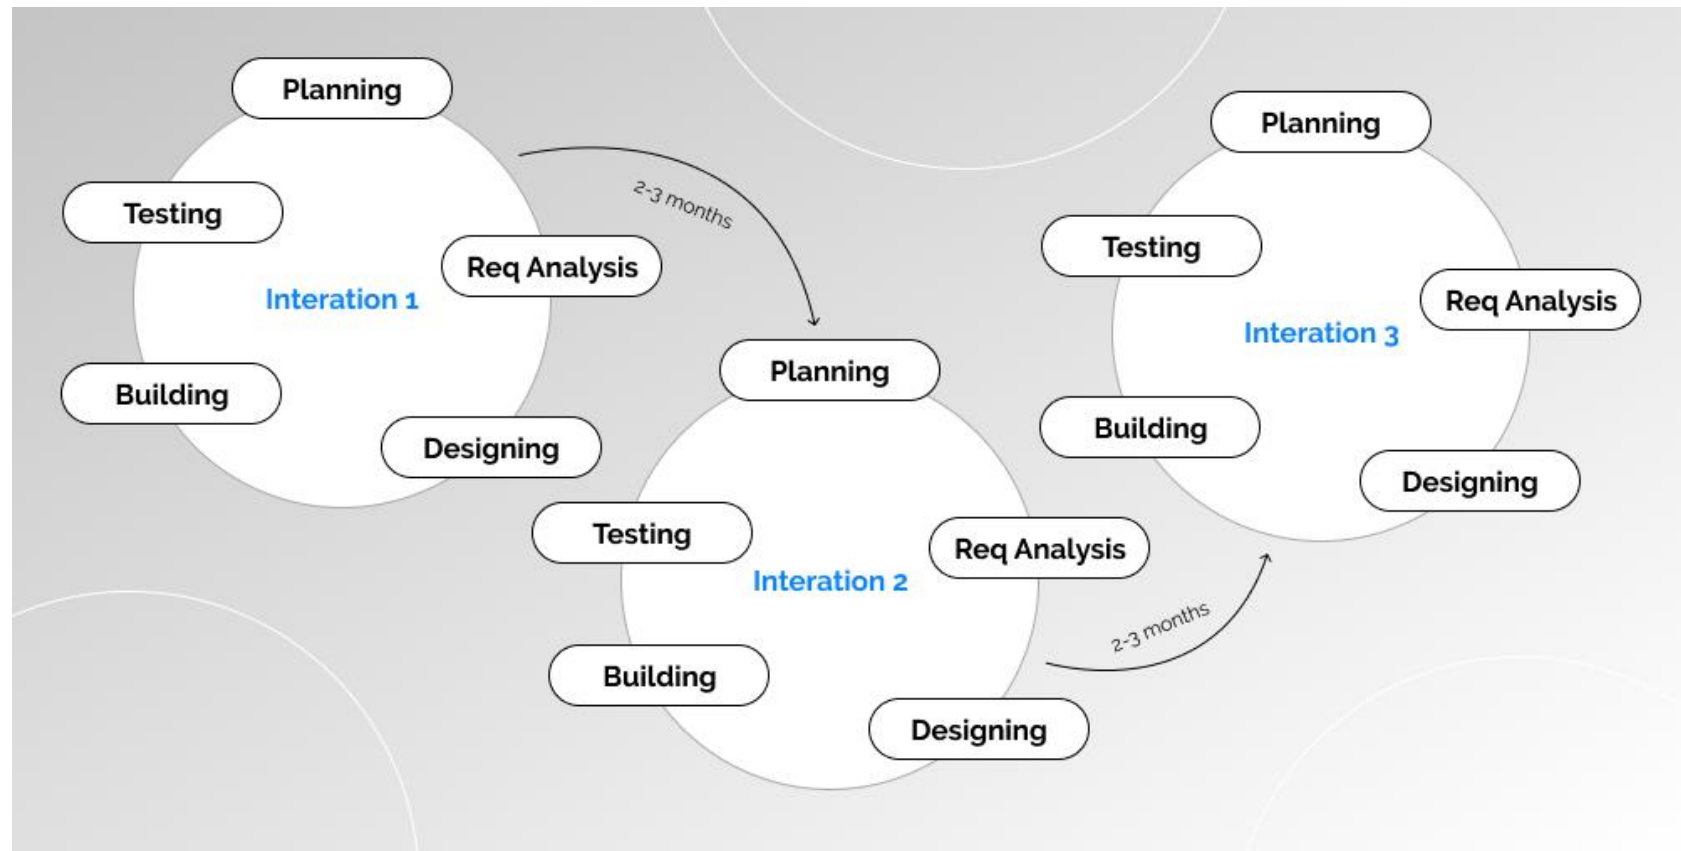 Planning
Testing
Req Analysis
Interation 1
Building
Designing
2-3 months
Planning
Testing
Req Analysis
Interation 2
Building
Designing
2-3 months
Planning
Testing
Req Analysis
Interation 3
Building
Designing